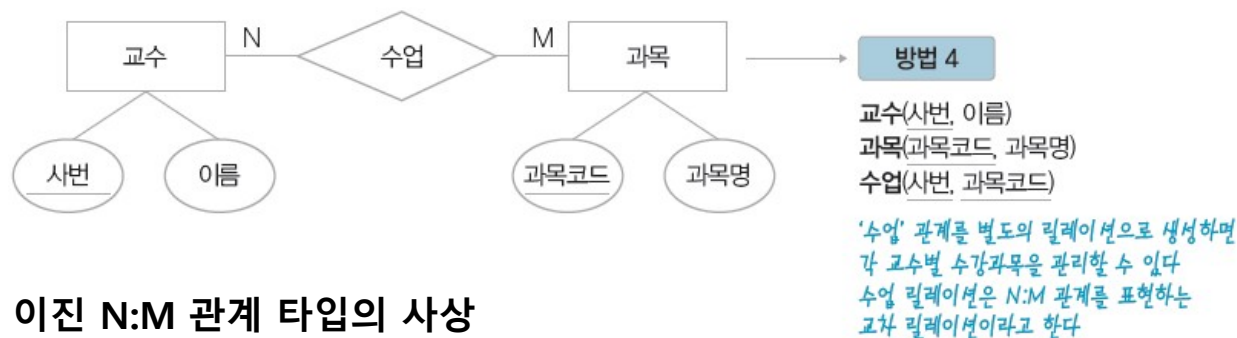 교수 N 수업 M 과목
사번 이름 과목코드 과목명
방법 4
교수(사번, 이름)
과목(과목코드, 과목명)
수업(사번, 과목코드)
‘수업’ 관계를 별도의 릴레이션으로 생성하면
각 교수별 수강과목을 관리할 수 있다
수업 릴레이션은 N:M 관계를 표현하는
교차 릴레이션이라고 한다
이진 N:M 관계 타입의 사상